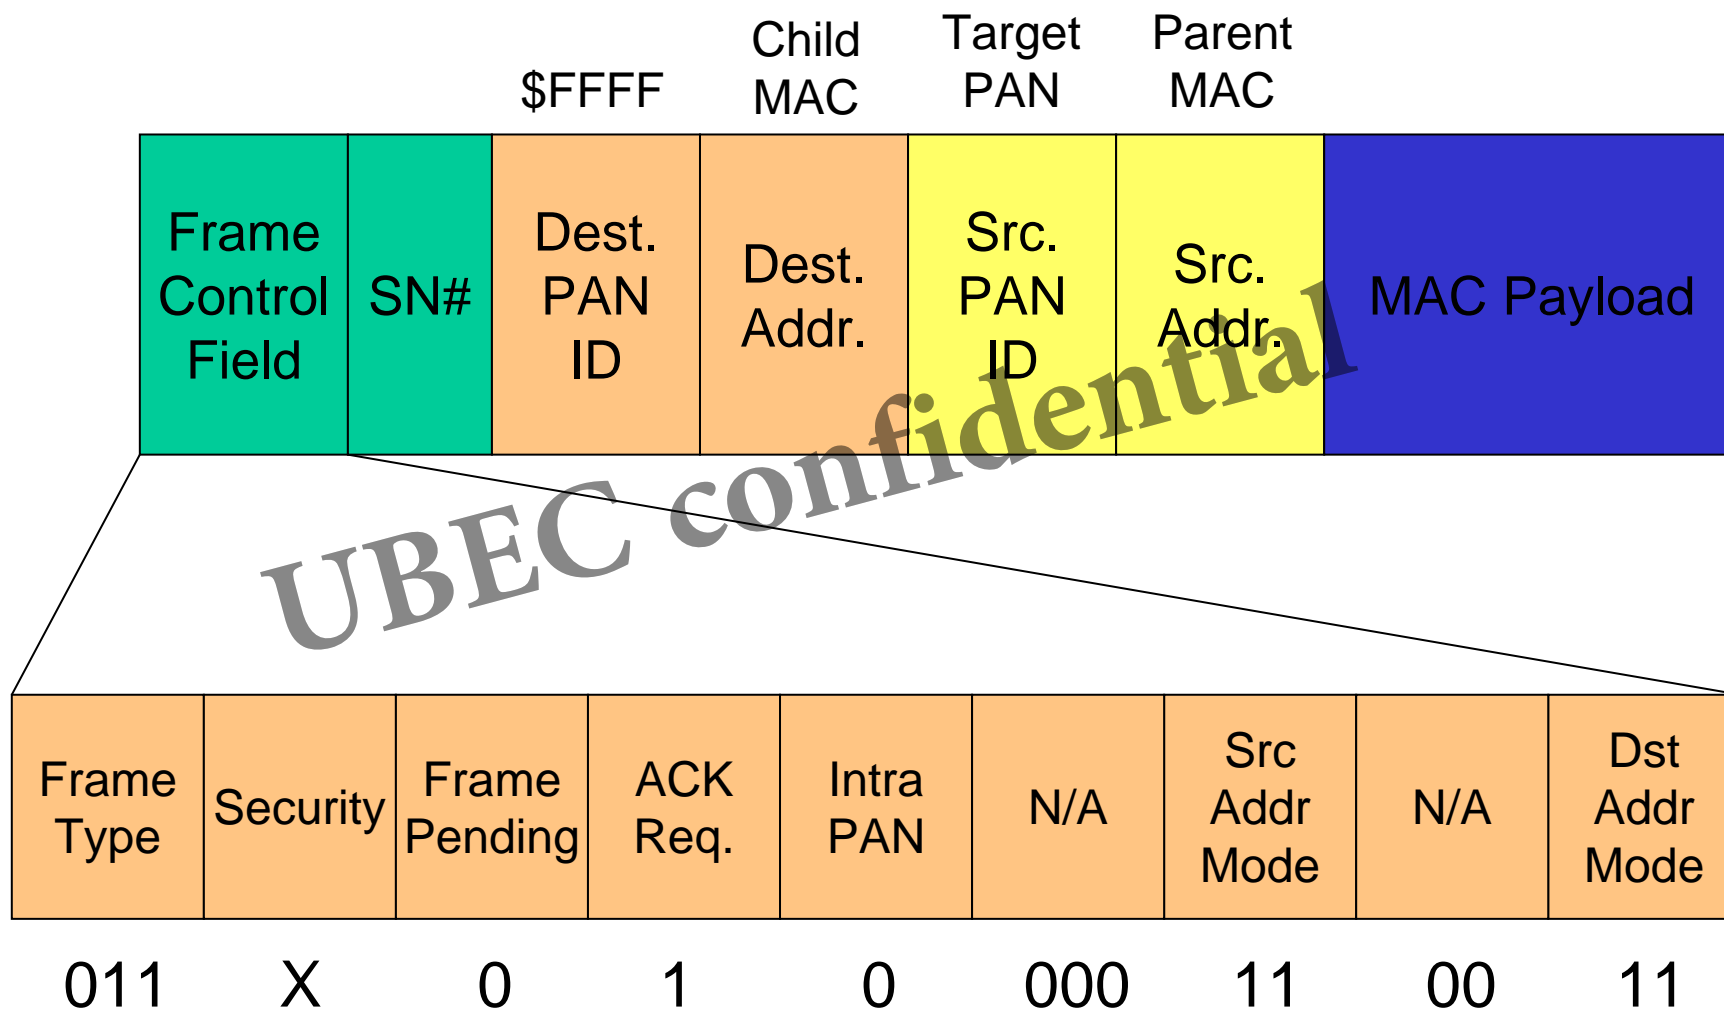 $FFFF
Child
MAC
Target
PAN
Parent
MAC
Frame
Control
Field
SN#
Dest.
PAN
ID
Dest.
Addr.
Src.
PAN
ID
Src.
Addr.
MAC Payload
UBEC confidential
Frame
Type
Security
Frame
Pending
ACK
Req.
Intra
PAN
N/A
Src
Addr
Mode
N/A
Dst
Addr
Mode
011
X
0
1
0
000
11
00
11